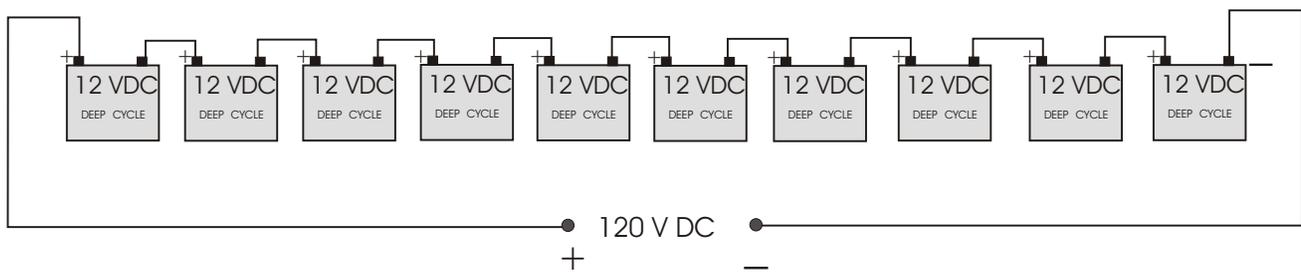 + 12 VDC + 12 VDC + 12 VDC + 12 VDC + 12 VDC + 12 VDC + 12 VDC + 12 VDC + 12 VDC + 12 VDC —
DEEP CYCLE DEEP CYCLE DEEP CYCLE DEEP CYCLE DEEP CYCLE DEEP CYCLE DEEP CYCLE DEEP CYCLE DEEP CYCLE DEEP CYCLE
120 V DC
+ —